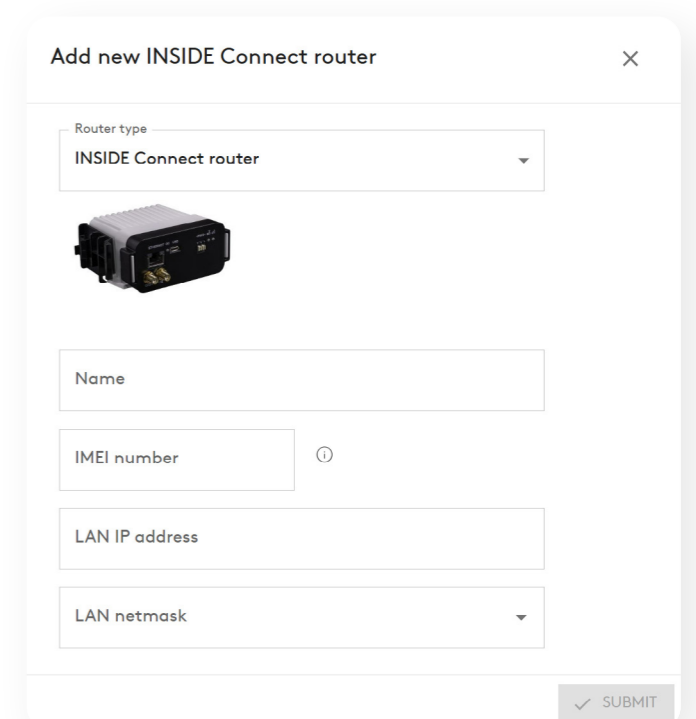 Add new INSIDE Connect router
Router type
INSIDE Connect router
Name
IMEI number
LAN IP address
LAN netmask
SUBMIT